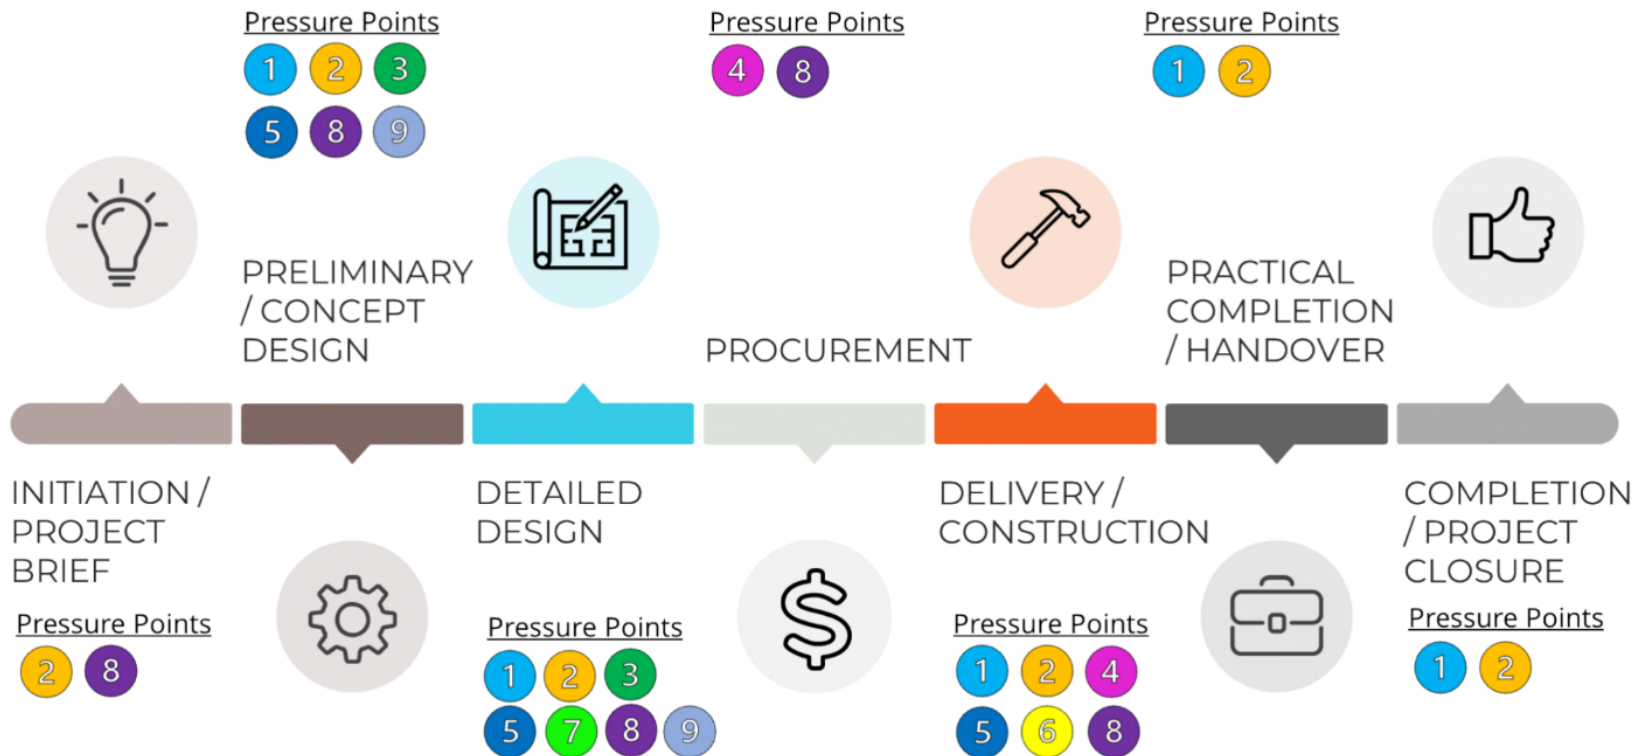 Pressure Points
1 2 3
5 8 9
Pressure Points
4 8
Pressure Points
1 2
PRELIMINARY
/ CONCEPT
DESIGN
PROCUREMENT
PRACTICAL
COMPLETION
/ HANDOVER
INITIATION /
PROJECT
BRIEF
Pressure Points
2 8
DETAILED
DESIGN
Pressure Points
1 2 3
5 7 8 9
$
DELIVERY /
CONSTRUCTION
Pressure Points
1 2 4
5 6 8
COMPLETION
/ PROJECT
CLOSURE
Pressure Points
1 2